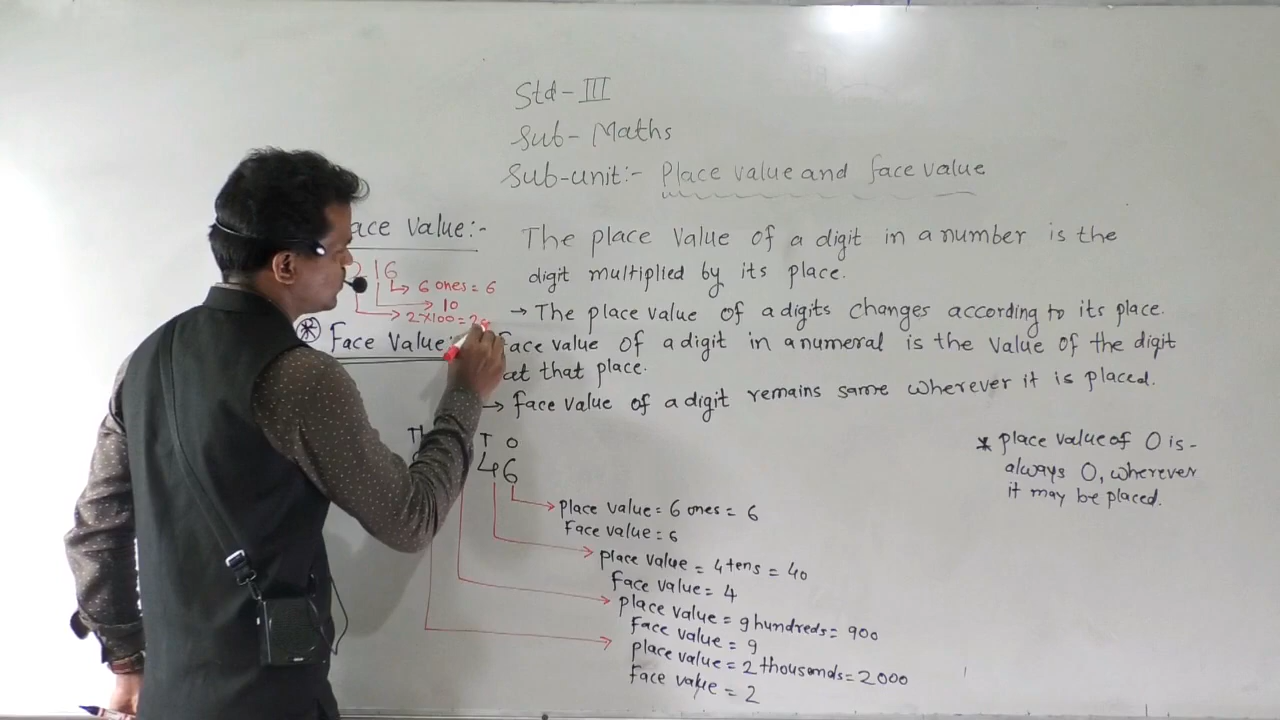 Std-III
Sub- Maths
Sub-unit:- Place value and face value
ace Value:-
The place Value of a digit in a number is the
digit multiplied by its place.
216
6 ones = 6
10
2×100=
→ The place value of a digits changes according to its place.
Face Value:
Face value of a digit in a numeral is the value of the digit
at that place.
→ face value of a digit remains same wherever it is placed.
T O
46
* place value of 0 is-
always 0, wherever
it may be placed.
place value= 6 ones = 6
Face value=6
place value = 4 tens = 40
face value= 4
place value = 9 hundreds= 900
face value = 9
place value= 2 thousands=2000
face value = 2